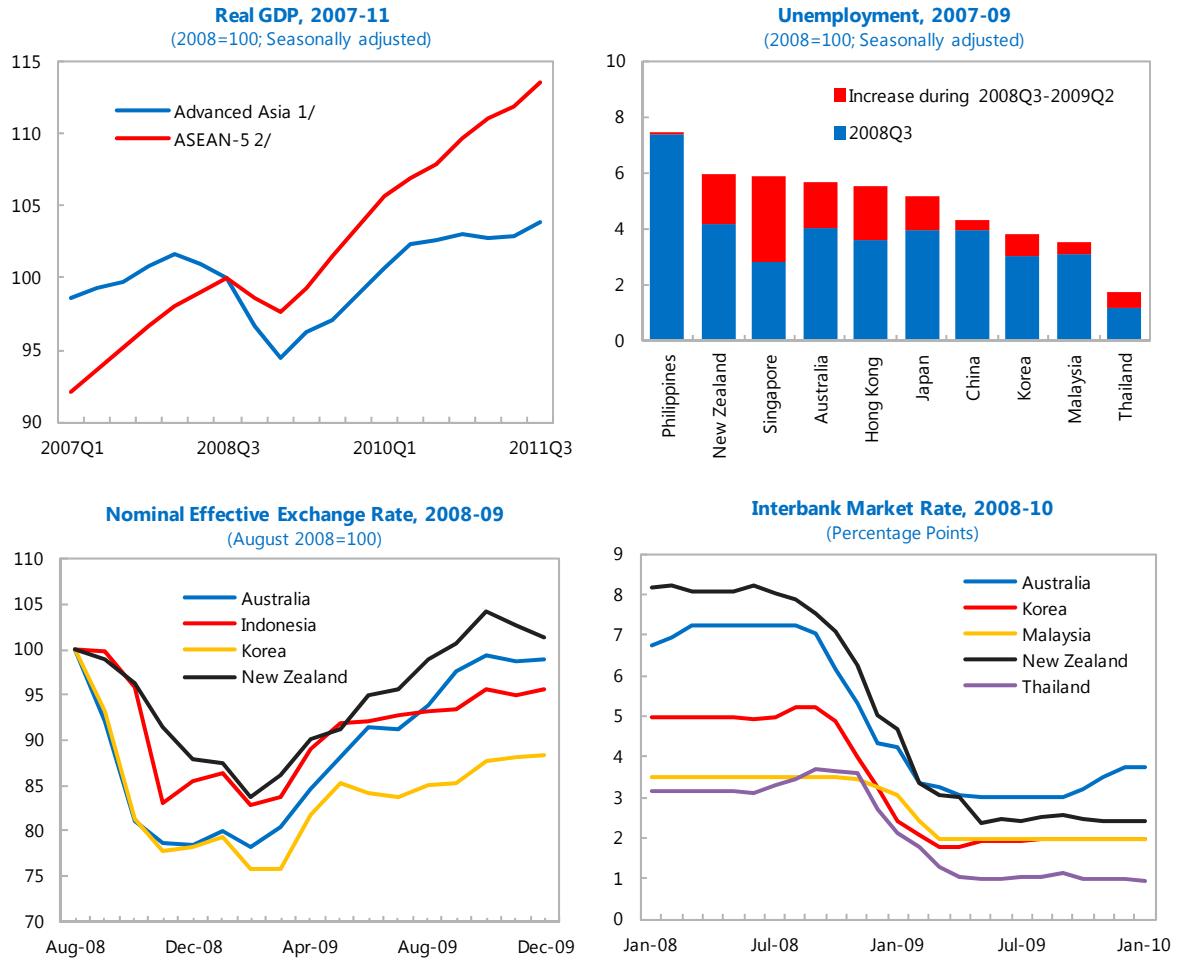 Real GDP, 2007-11
(2008=100; Seasonally adjusted)
115
110
105
100
95
90
Advanced Asia 1/
ASEAN-5 2/
2007Q1 2008Q3 2010Q1 2011Q3
Unemployment, 2007-09
(2008=100; Seasonally adjusted)
10
8
6
4
2
0
Increase during 2008Q3-2009Q2
2008Q3
Philippines
New Zealand
Singapore
Australia
Hong Kong
Japan
China
Korea
Malaysia
Thailand
Nominal Effective Exchange Rate, 2008-09
(August 2008=100)
110
105
100
95
90
85
80
75
70
Australia
Indonesia
Korea
New Zealand
Aug-08 Dec-08 Apr-09 Aug-09 Dec-09
Interbank Market Rate, 2008-10
(Percentage Points)
9
8
7
6
5
4
3
2
1
0
Australia
Korea
Malaysia
New Zealand
Thailand
Jan-08 Jul-08 Jan-09 Jul-09 Jan-10